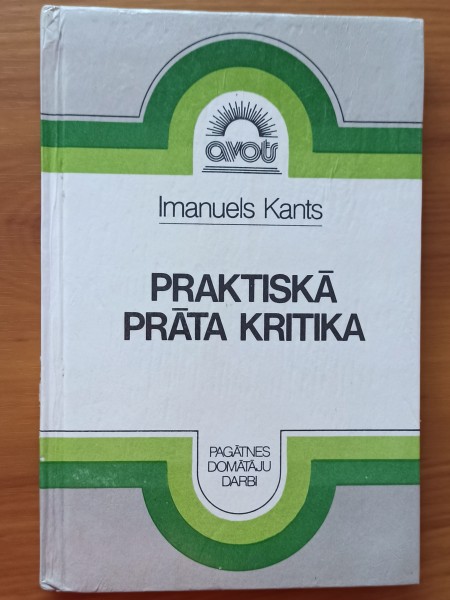 avots
Imanuels Kants
PRAKTISKĀ
PRĀTA KRITIKA
PAGĀTNES
DOMĀTĀJU
DARBI